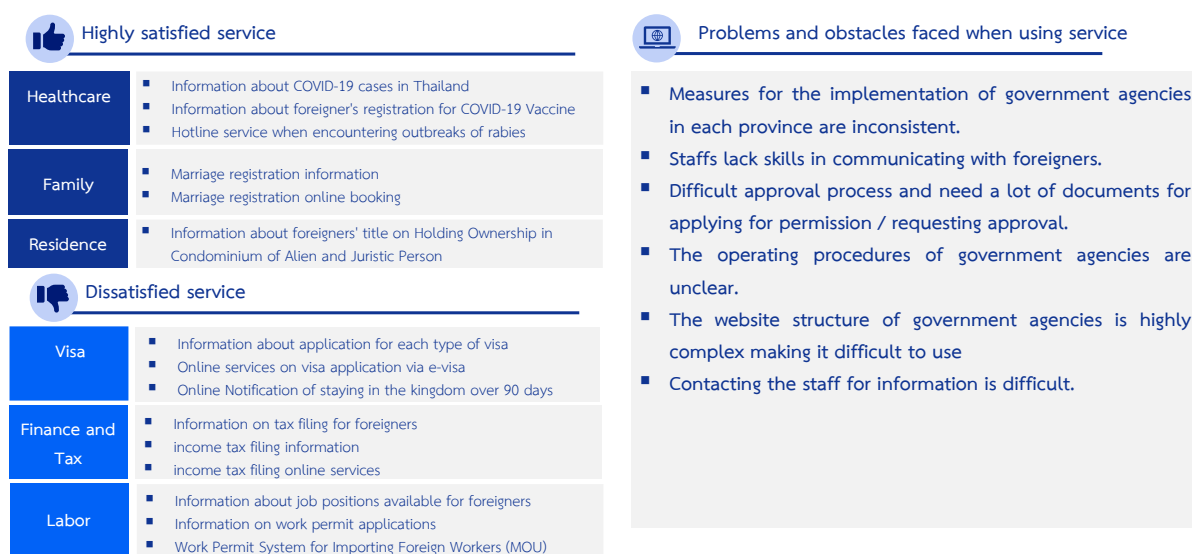 Highly satisfied service
Healthcare
▪ Information about COVID-19 cases in Thailand
▪ Information about foreigner's registration for COVID-19 Vaccine
▪ Hotline service when encountering outbreaks of rabies
Family
▪ Marriage registration information
▪ Marriage registration online booking
Residence
▪ Information about foreigners' title on Holding Ownership in
Condominium of Alien and Juristic Person
Dissatisfied service
Visa
▪ Information about application for each type of visa
▪ Online services on visa application via e-visa
▪ Online Notification of staying in the kingdom over 90 days
Finance and
Tax
▪ Information on tax filing for foreigners
▪ income tax filing information
▪ income tax filing online services
Labor
▪ Information about job positions available for foreigners
▪ Information on work permit applications
▪ Work Permit System for Importing Foreign Workers (MOU)
Problems and obstacles faced when using service
▪ Measures for the implementation of government agencies
in each province are inconsistent.
▪ Staffs lack skills in communicating with foreigners.
▪ Difficult approval process and need a lot of documents for
applying for permission / requesting approval.
▪ The operating procedures of government agencies are
unclear.
▪ The website structure of government agencies is highly
complex making it difficult to use
▪ Contacting the staff for information is difficult.